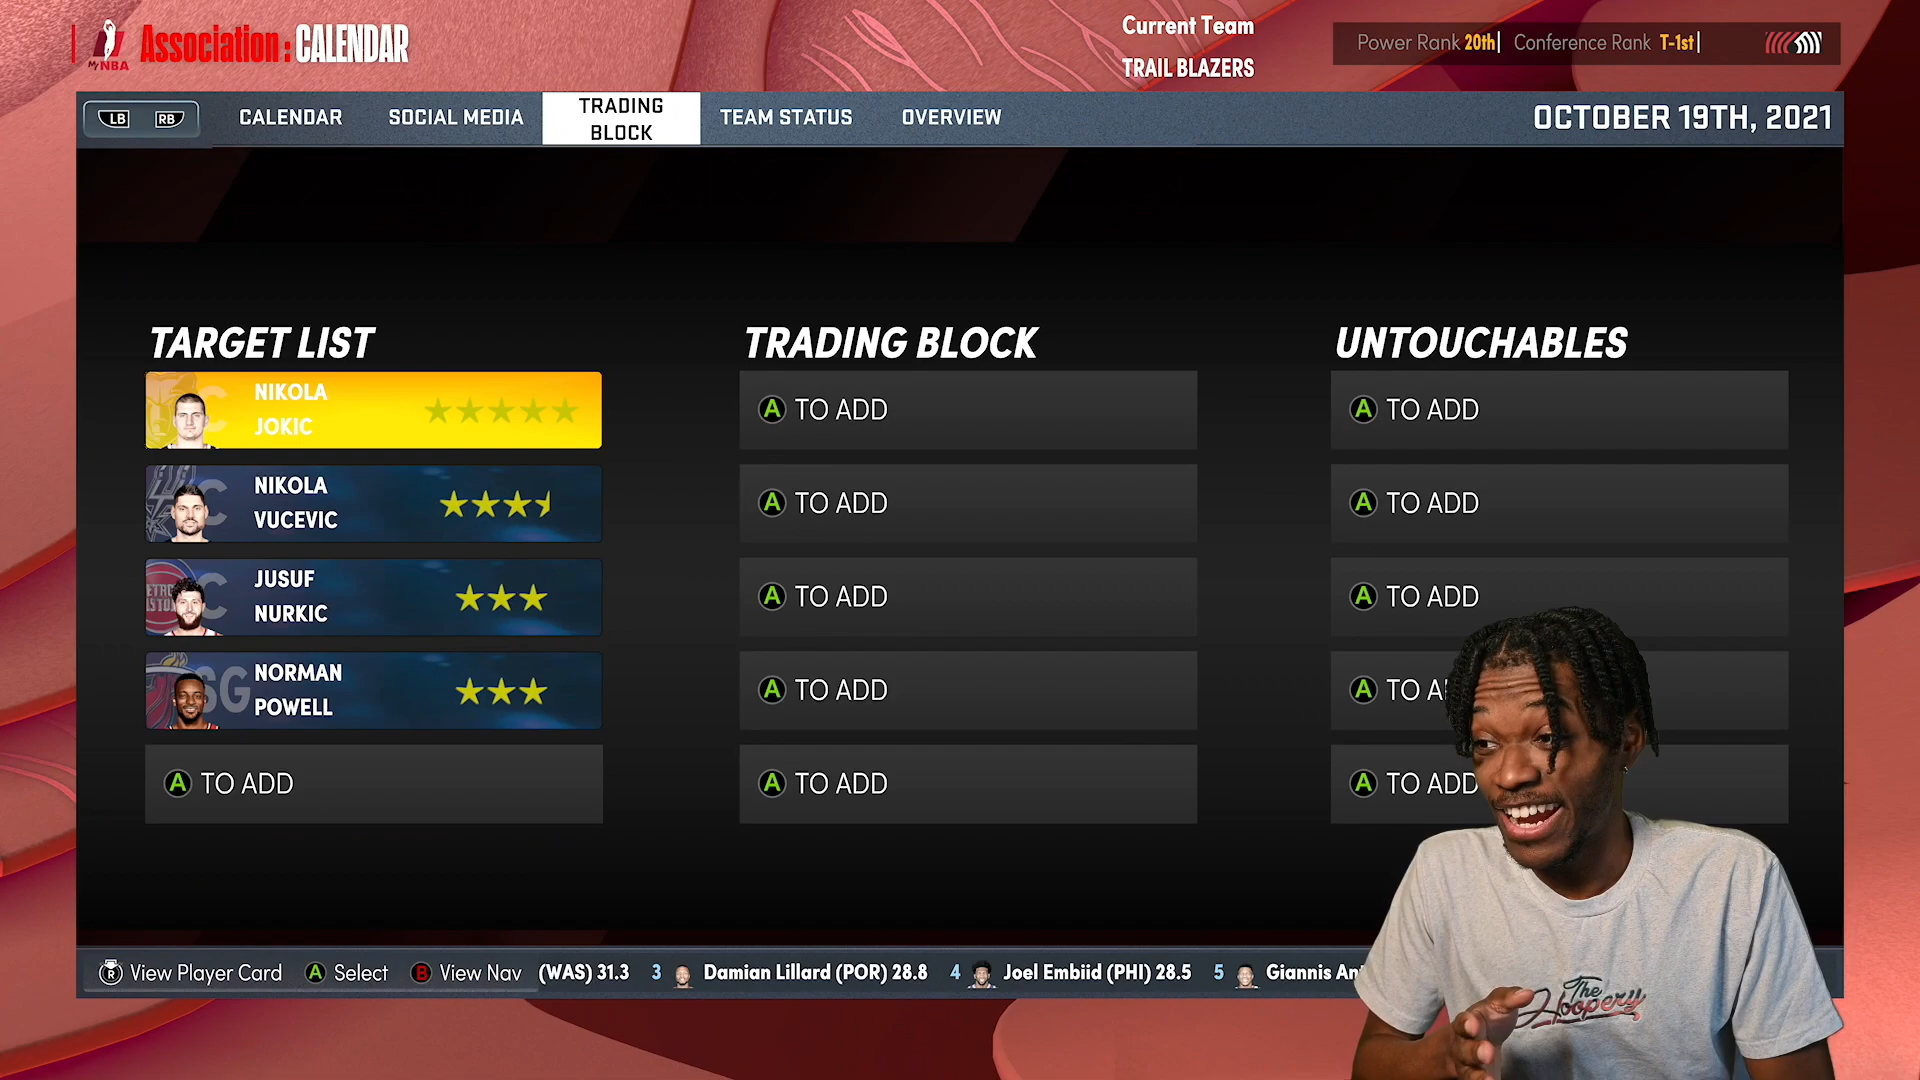 MyNBA
Association: CALENDAR
Current Team
TRAIL BLAZERS
Power Rank 20th| Conference Rank T-1st|
LB RB
CALENDAR
SOCIAL MEDIA
TRADING
BLOCK
TEAM STATUS
OVERVIEW
OCTOBER 19TH, 2021
TARGET LIST
NIKOLA
JOKIC
C
NIKOLA
VUCEVIC
C
JUSUF
NURKIC
C
NORMAN
POWELL
SG
A TO ADD
TRADING BLOCK
A TO ADD
A TO ADD
A TO ADD
A TO ADD
A TO ADD
UNTOUCHABLES
A TO ADD
A TO ADD
A TO ADD
A TO
A TO ADD
R View Player Card A Select B View Nav (WAS) 31.3 3 Damian Lillard (POR) 28.8 4 Joel Embiid (PHI) 28.5 5 Giannis
The
Hoopery